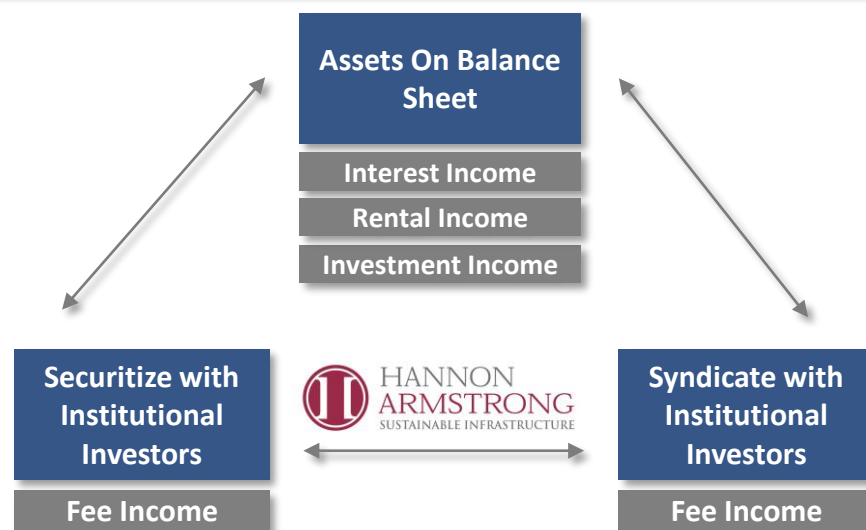 Assets On Balance
Sheet
Interest Income
Rental Income
Investment Income
Securitize with
Institutional
Investors
Fee Income
HANNON
ARMSTRONG
SUSTAINABLE INFRASTRUCTURE
Syndicate with
Institutional
Investors
Fee Income